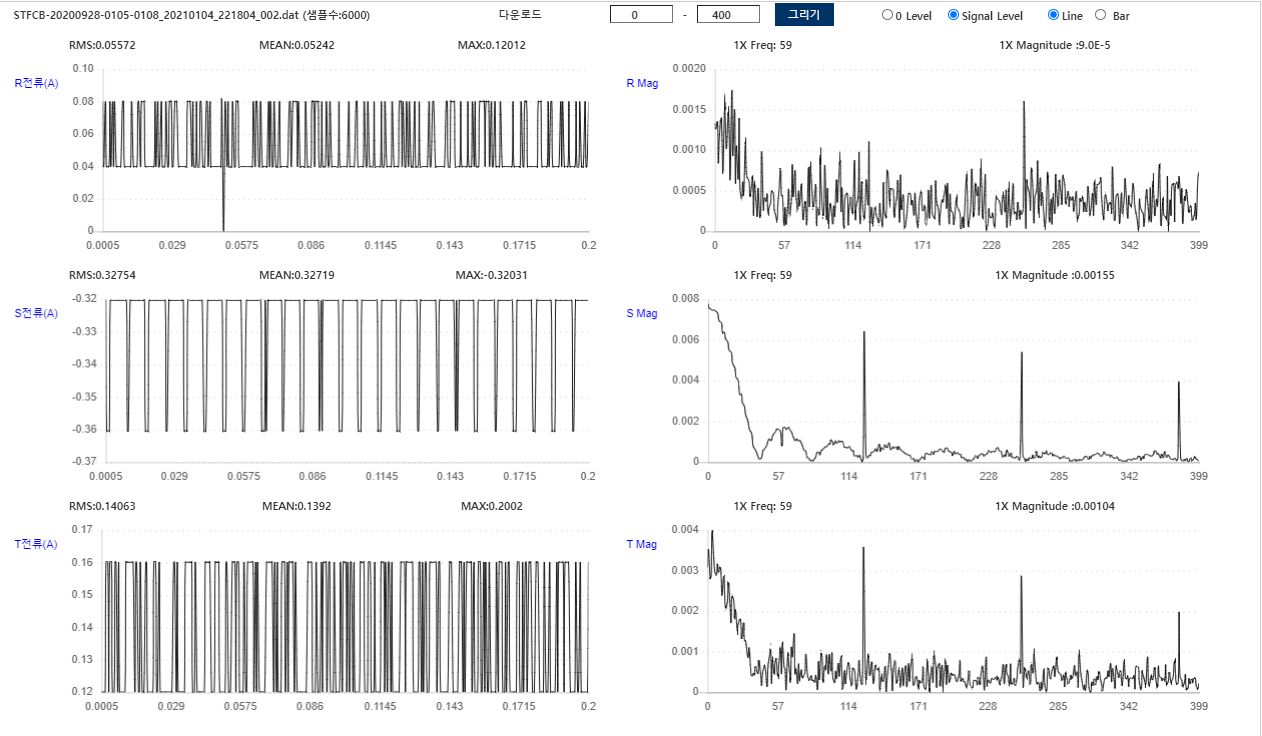 STFCB-20200928-0105-0108_20210104_221804_002.dat (샘플수:6000) 다운로드 0 - 400 그리기 0 Level Signal Level Line Bar
RMS:0.05572 MEAN:0.05242 MAX:0.12012
R전류(A)
0.10
0.08
0.06
0.04
0.02
0
0.0005 0.029 0.0575 0.086 0.1145 0.143 0.1715 0.2
1X Freq: 59 1X Magnitude :9.0E-5
R Mag
0.0020
0.0015
0.0010
0.0005
0
0 57 114 171 228 285 342 399
RMS:0.32754 MEAN:0.32719 MAX:-0.32031
S전류(A)
-0.32
-0.33
-0.34
-0.35
-0.36
-0.37
0.0005 0.029 0.0575 0.086 0.1145 0.143 0.1715 0.2
1X Freq: 59 1X Magnitude :0.00155
S Mag
0.008
0.006
0.004
0.002
0
0 57 114 171 228 285 342 399
RMS:0.14063 MEAN:0.1392 MAX:0.2002
T전류(A)
0.17
0.16
0.15
0.14
0.13
0.12
0.0005 0.029 0.0575 0.086 0.1145 0.143 0.1715 0.2
1X Freq: 59 1X Magnitude :0.00104
T Mag
0.004
0.003
0.002
0.001
0
0 57 114 171 228 285 342 399